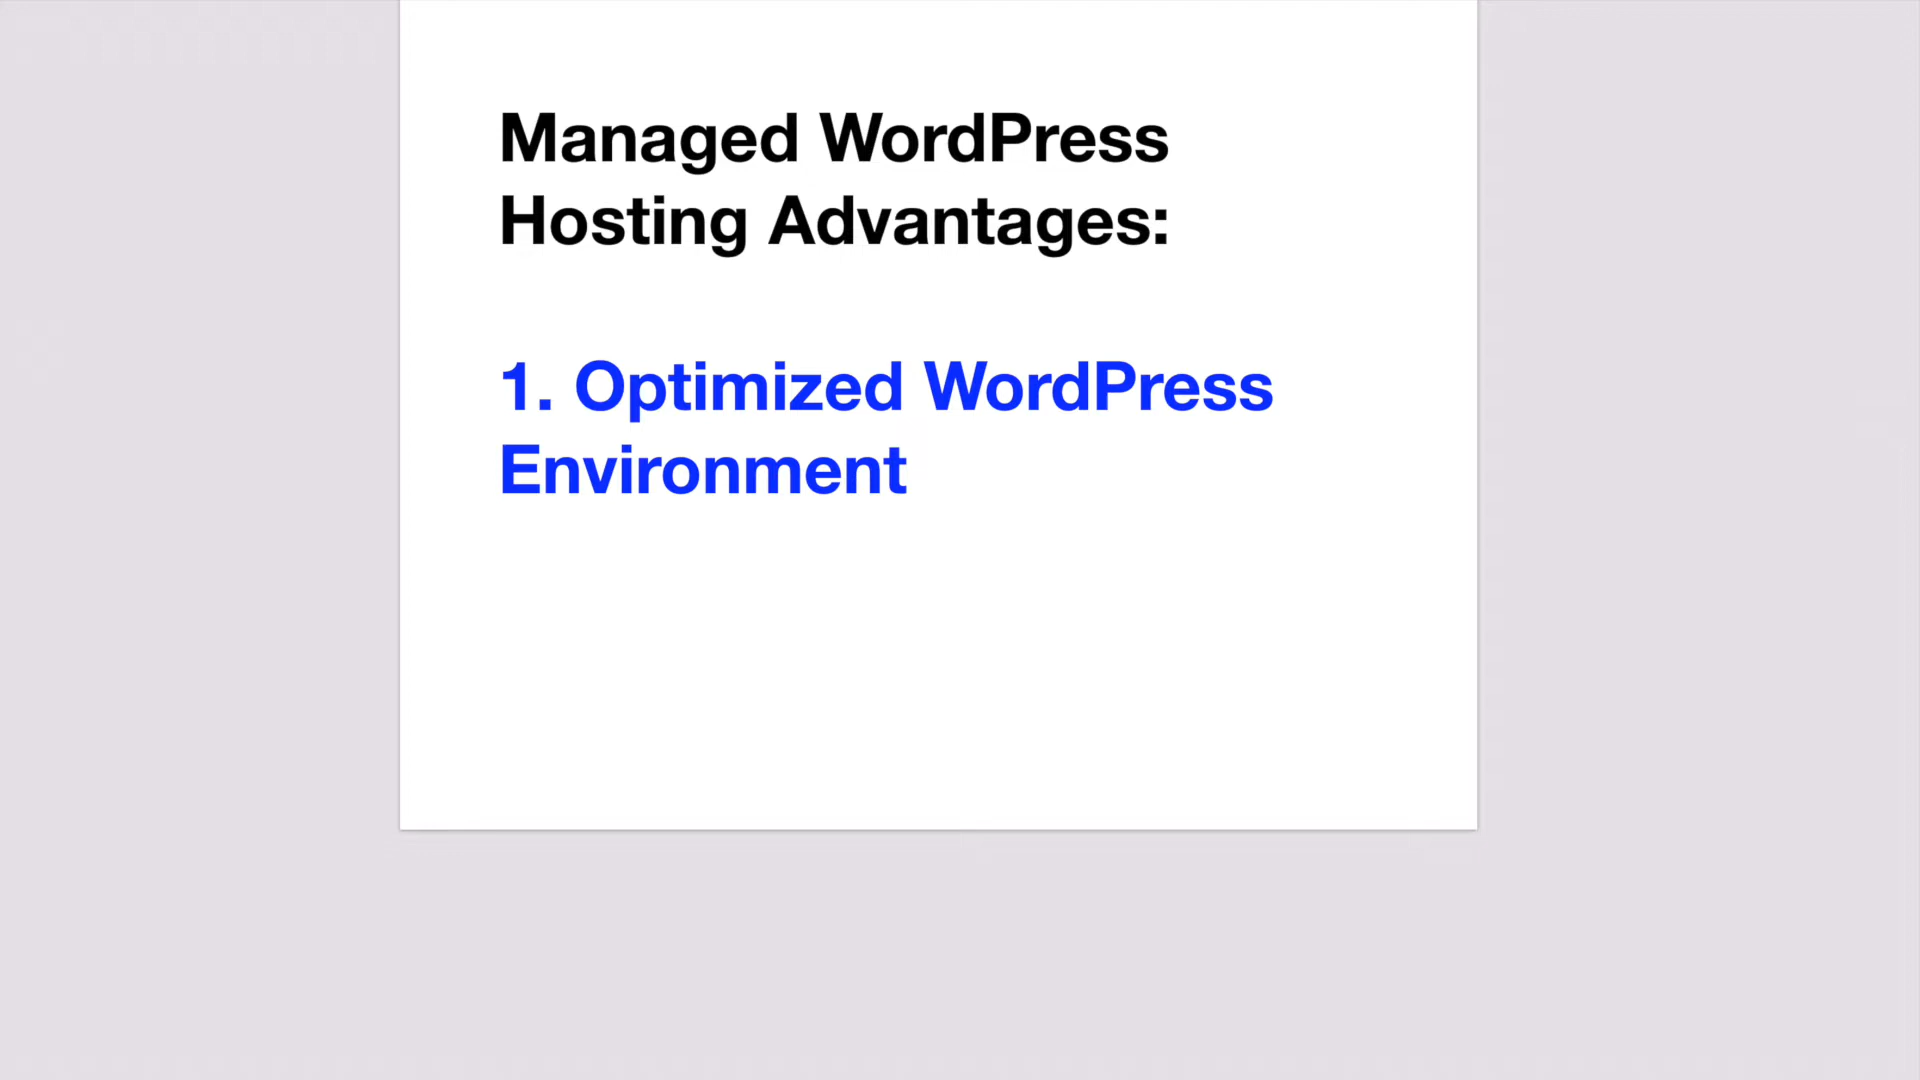 Managed WordPress
Hosting Advantages:
1. Optimized WordPress
Environment